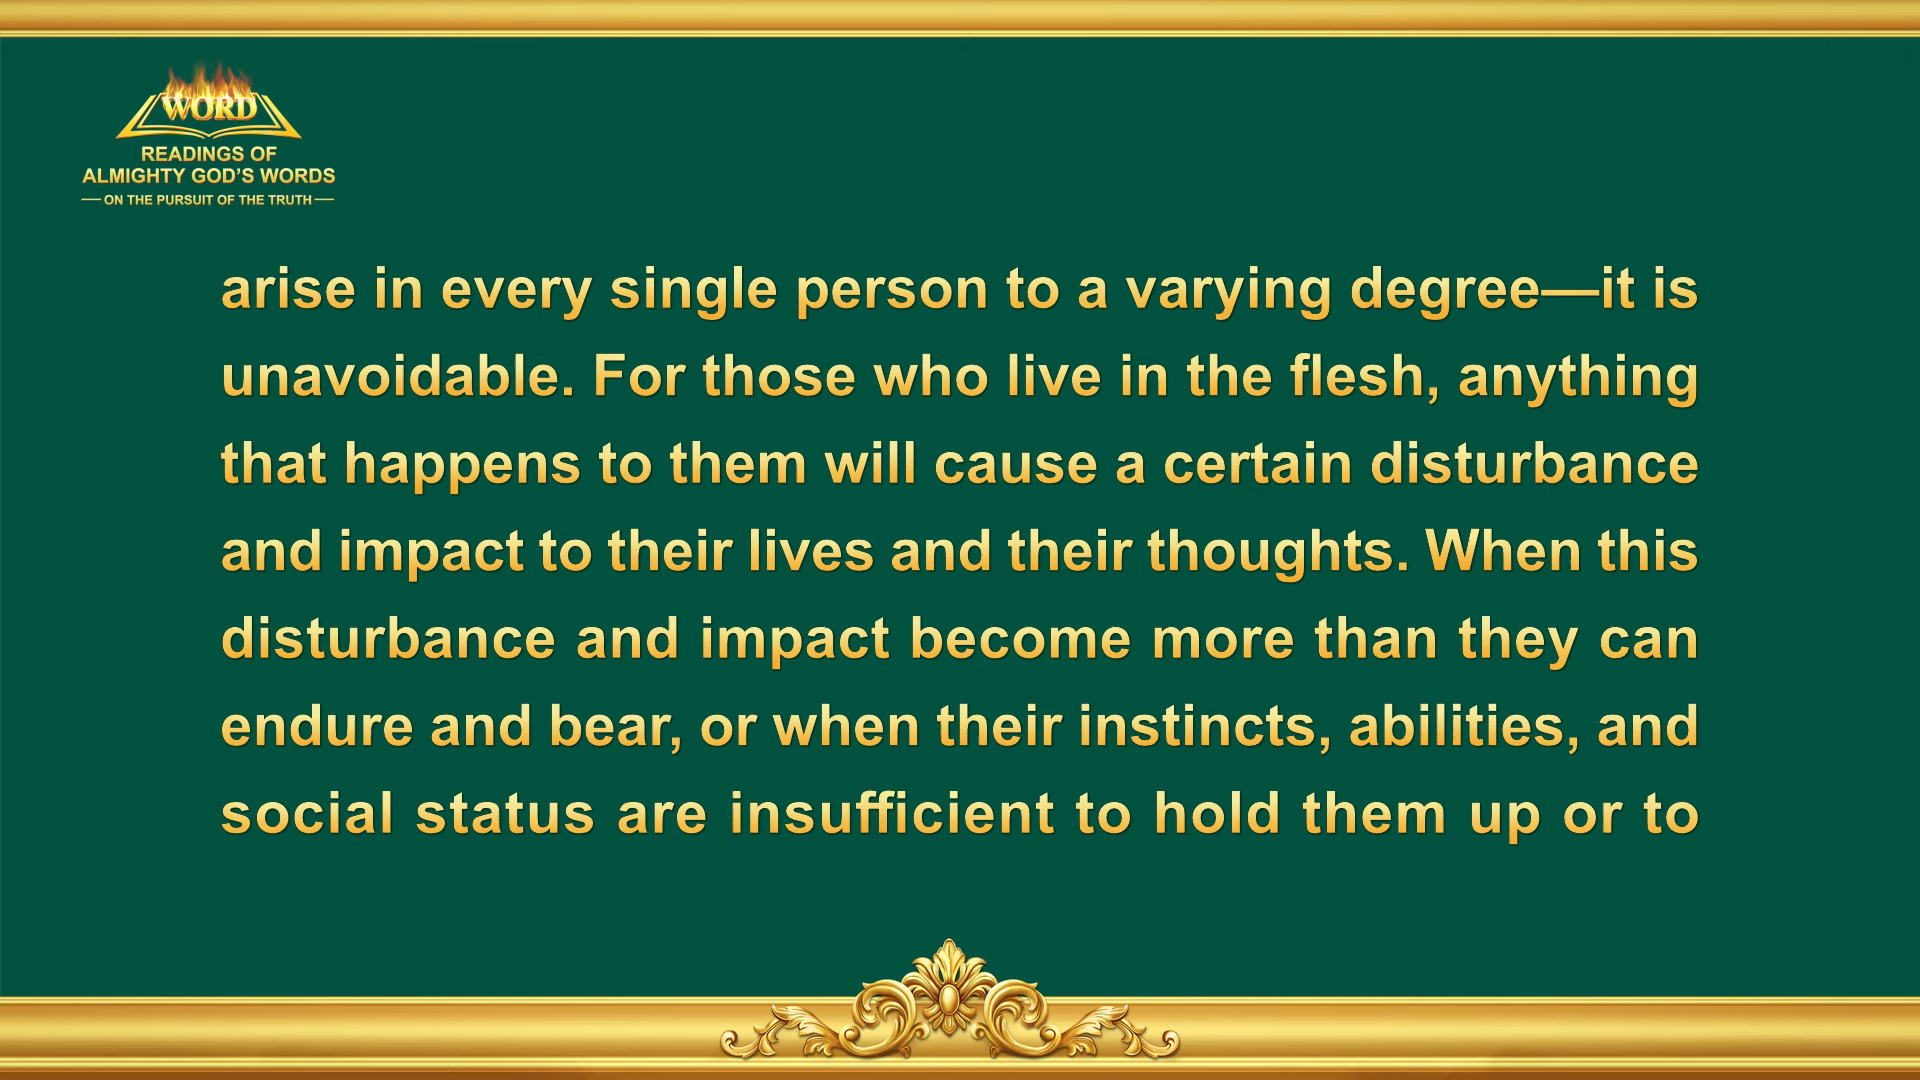 WORD
READINGS OF
ALMIGHTY GOD'S WORDS
— ON THE PURSUIT OF THE TRUTH —
arise in every single person to a varying degree—it is
unavoidable. For those who live in the flesh, anything
that happens to them will cause a certain disturbance
and impact to their lives and their thoughts. When this
disturbance and impact become more than they can
endure and bear, or when their instincts, abilities, and
social status are insufficient to hold them up or to